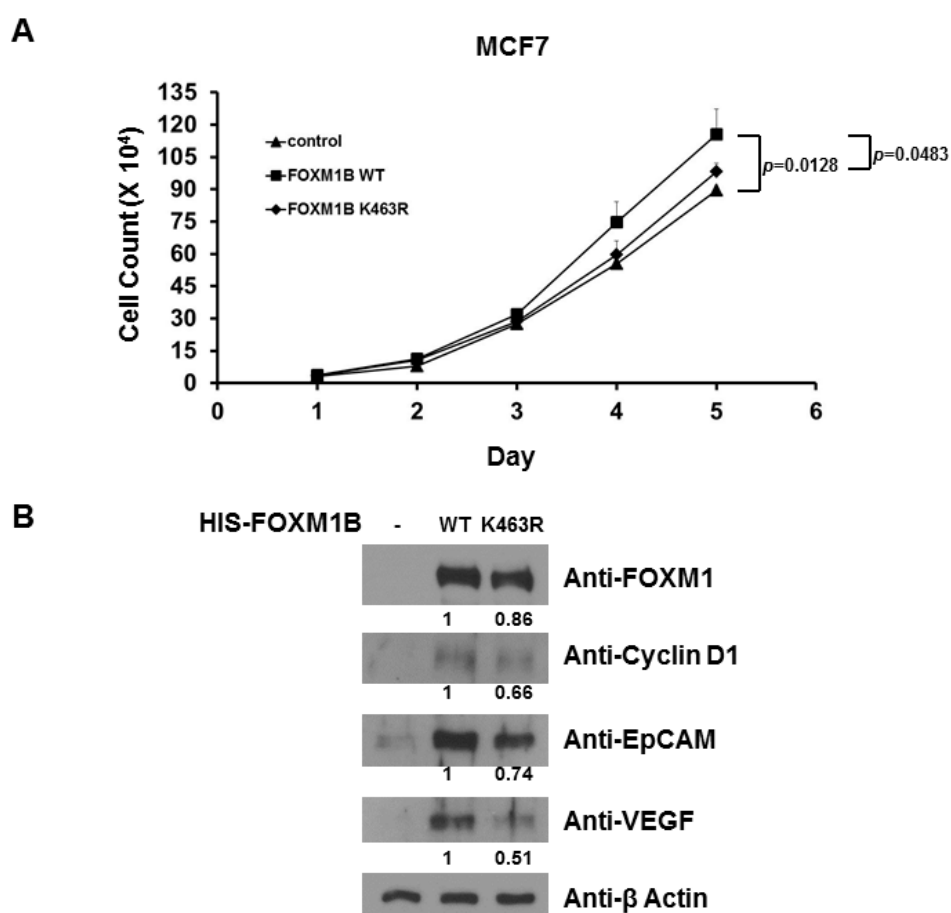 A
MCF7
Cell Count (X 10⁴)
135
120
105
90
75
60
45
30
15
0
control
FOXM1B WT
FOXM1B K463R
p=0.0128
p=0.0483
0 1 2 3 4 5 6
Day
B
HIS-FOXM1B - WT K463R
Anti-FOXM1
1 0.86
Anti-Cyclin D1
1 0.66
Anti-EpCAM
1 0.74
Anti-VEGF
1 0.51
Anti-β Actin